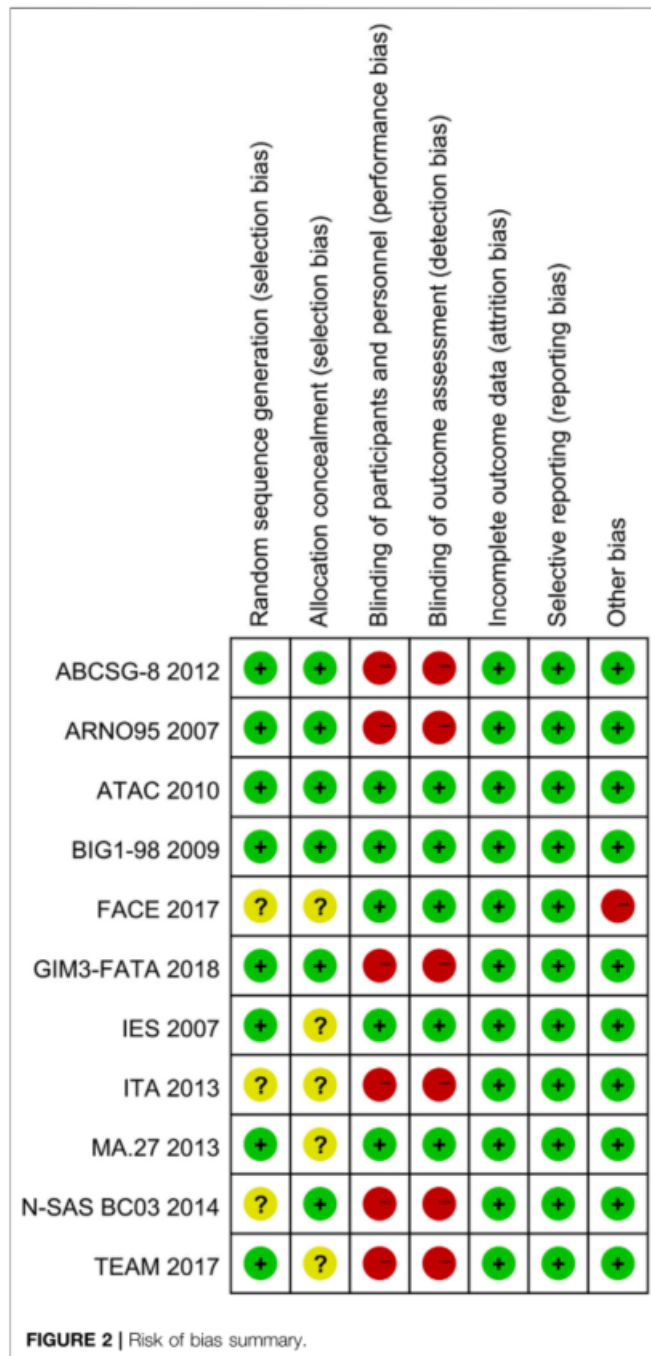 Random sequence generation (selection bias)
Allocation concealment (selection bias)
Blinding of participants and personnel (performance bias)
Blinding of outcome assessment (detection bias)
Incomplete outcome data (attrition bias)
Selective reporting (reporting bias)
Other bias
ABCSG-8 2012 + + - - + + +
ARNO95 2007 + + - - + + +
ATAC 2010 + + + + + + +
BIG1-98 2009 + + + + + + +
FACE 2017 ? ? + + + + -
GIM3-FATA 2018 + + - - + + +
IES 2007 + ? + + + + +
ITA 2013 ? ? - - + + +
MA.27 2013 + ? + + + + +
N-SAS BC03 2014 ? + - - + + +
TEAM 2017 + ? - - + + +
FIGURE 2 | Risk of bias summary.